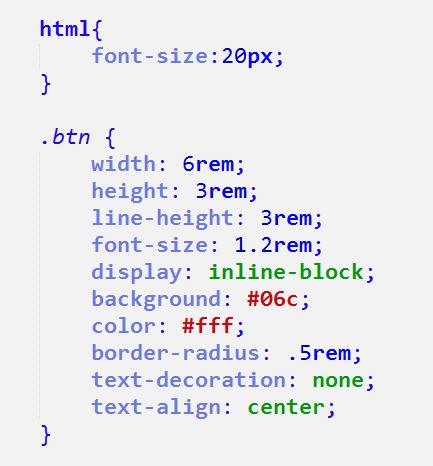 html{
    font-size:20px;
}

.btn {
    width: 6rem;
    height: 3rem;
    line-height: 3rem;
    font-size: 1.2rem;
    display: inline-block;
    background: #06c;
    color: #fff;
    border-radius: .5rem;
    text-decoration: none;
    text-align: center;
}